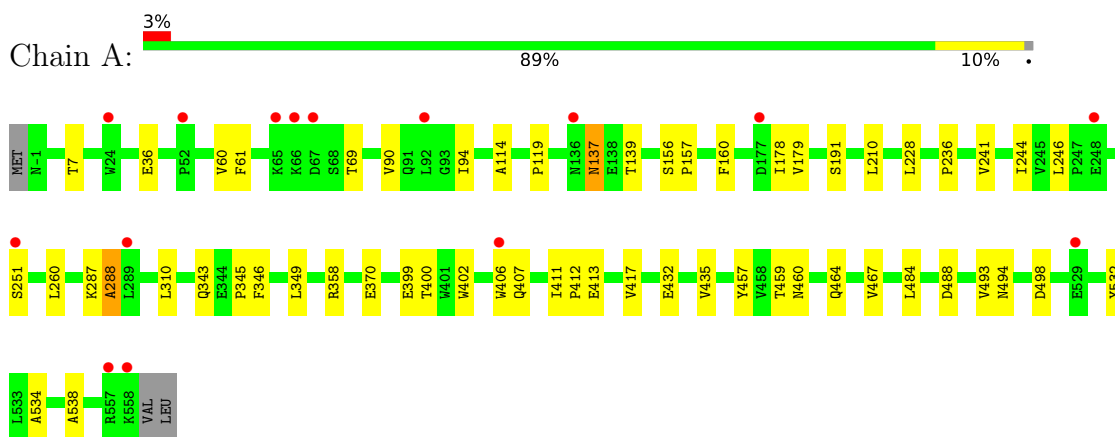 3%
Chain A:
89% 10% •
MET N-1 T7 W24 E36 P52 V60 F61 K65 K66 D67 S68 T69 V90 Q91 L92 G93 I94 A114 P119 N136 N137 E138 T139 S156 P157 F160 D177 I178 V179 S191 L210 L228 P236 V241 I244 V245 L246 P247 E248
S251 L260 K287 A288 L289 L310 Q343 E344 P345 F346 L349 R358 E370 E399 T400 W401 W402 W406 Q407 I411 P412 E413 V417 E432 V435 Y457 V458 T459 N460 Q464 V467 L484 D488 V493 N494 D498 E529 Y532
L533 A534 A538 R557 K558 VAL LEU